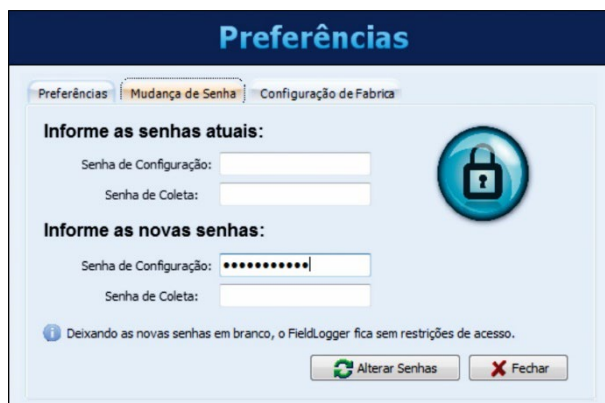 Preferências
Preferências Mudança de Senha Configuração de Fabrica
Informe as senhas atuais:
Senha de Configuração:
Senha de Coleta:
Informe as novas senhas:
Senha de Configuração: •••••••••••
Senha de Coleta:
Deixando as novas senhas em branco, o FieldLogger fica sem restrições de acesso.
Alterar Senhas Fechar